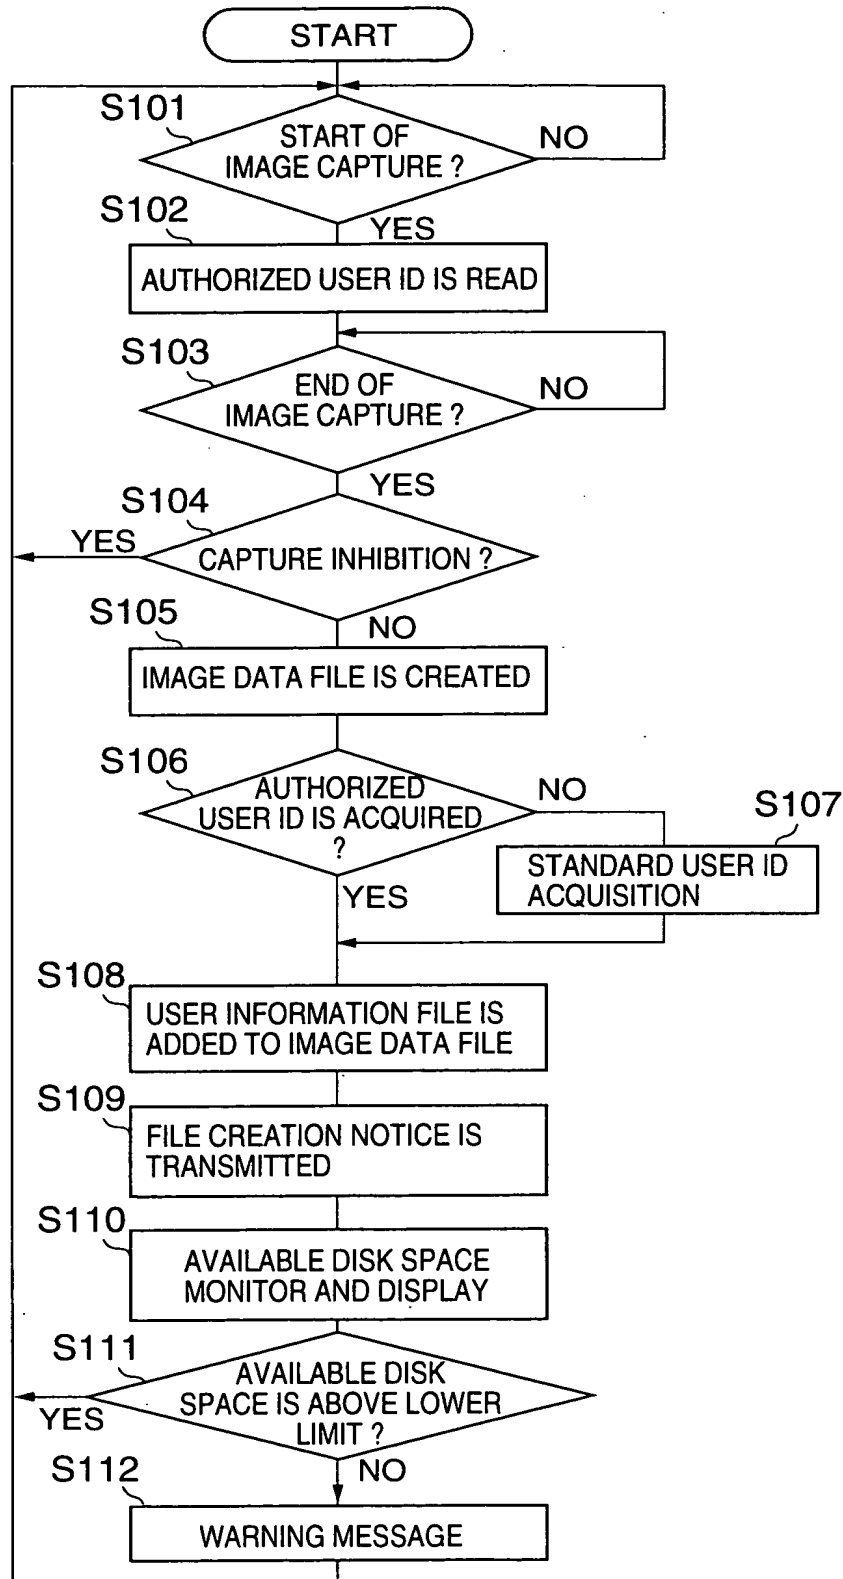 START
S101
START OF
IMAGE CAPTURE ?
NO
YES
S102
AUTHORIZED USER ID IS READ
S103
END OF
IMAGE CAPTURE ?
NO
YES
S104
CAPTURE INHIBITION ?
YES
NO
S105
IMAGE DATA FILE IS CREATED
S106
AUTHORIZED
USER ID IS ACQUIRED
?
NO
YES
S107
STANDARD USER ID
ACQUISITION
S108
USER INFORMATION FILE IS
ADDED TO IMAGE DATA FILE
S109
FILE CREATION NOTICE IS
TRANSMITTED
S110
AVAILABLE DISK SPACE
MONITOR AND DISPLAY
S111
AVAILABLE DISK
SPACE IS ABOVE LOWER
LIMIT ?
YES
NO
S112
WARNING MESSAGE